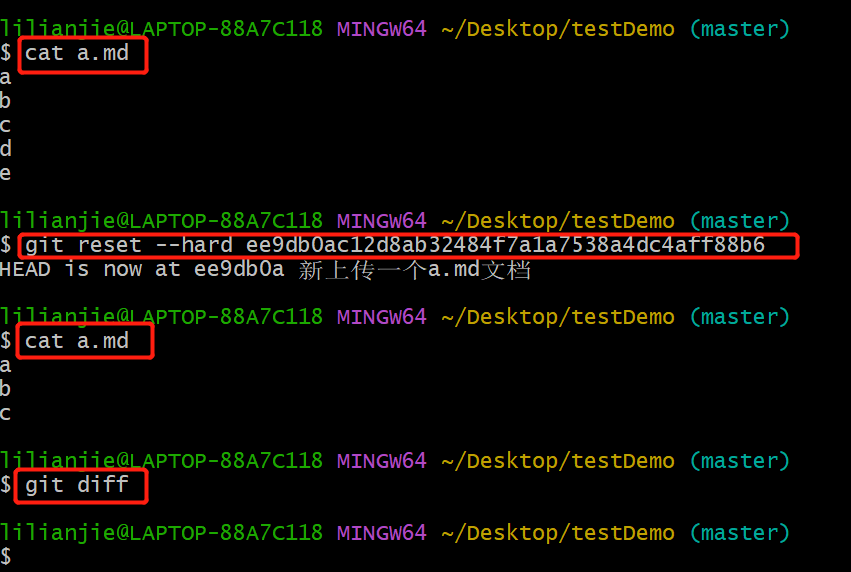 lilianjie@LAPTOP-88A7C118 MINGW64 ~/Desktop/testDemo (master)
$ cat a.md
a
b
c
d
e
lilianjie@LAPTOP-88A7C118 MINGW64 ~/Desktop/testDemo (master)
$ git reset --hard ee9db0ac12d8ab32484f7a1a7538a4dc4aff88b6
HEAD is now at ee9db0a 新上传一个a.md文档
lilianjie@LAPTOP-88A7C118 MINGW64 ~/Desktop/testDemo (master)
$ cat a.md
a
b
c
lilianjie@LAPTOP-88A7C118 MINGW64 ~/Desktop/testDemo (master)
$ git diff
lilianjie@LAPTOP-88A7C118 MINGW64 ~/Desktop/testDemo (master)
$